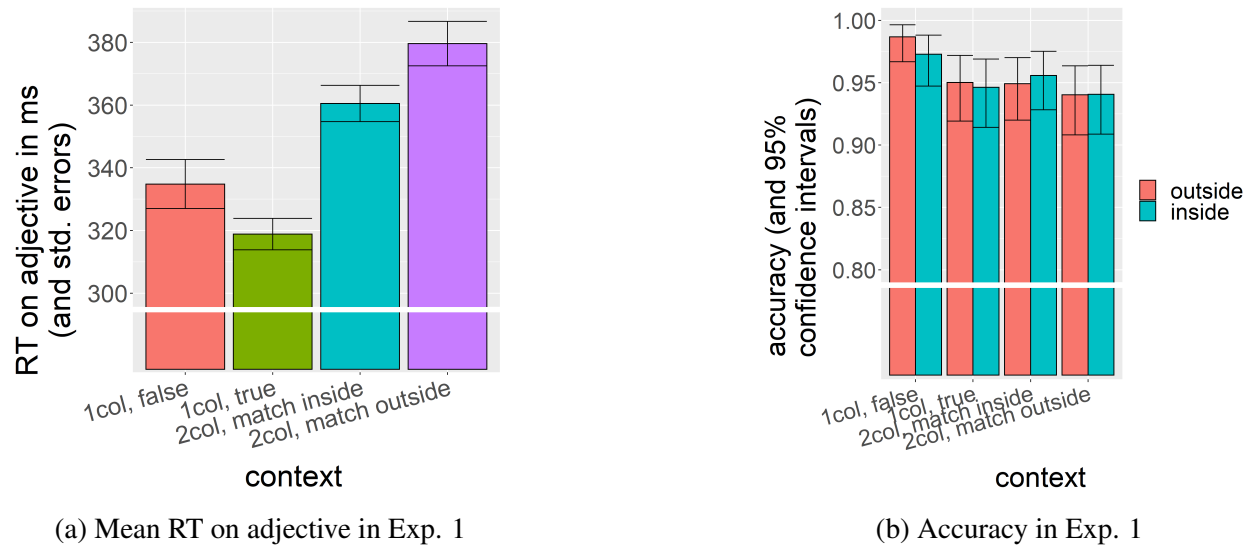 RT on adjective in ms
(and std. errors)
380
360
340
320
300
1col, false
1col, true
2col, match inside
2col, match outside
context
(a) Mean RT on adjective in Exp. 1
accuracy (and 95%
confidence intervals)
1.00
0.95
0.90
0.85
0.80
1col, false
1col, true
2col, match inside
2col, match outside
context
outside
inside
(b) Accuracy in Exp. 1